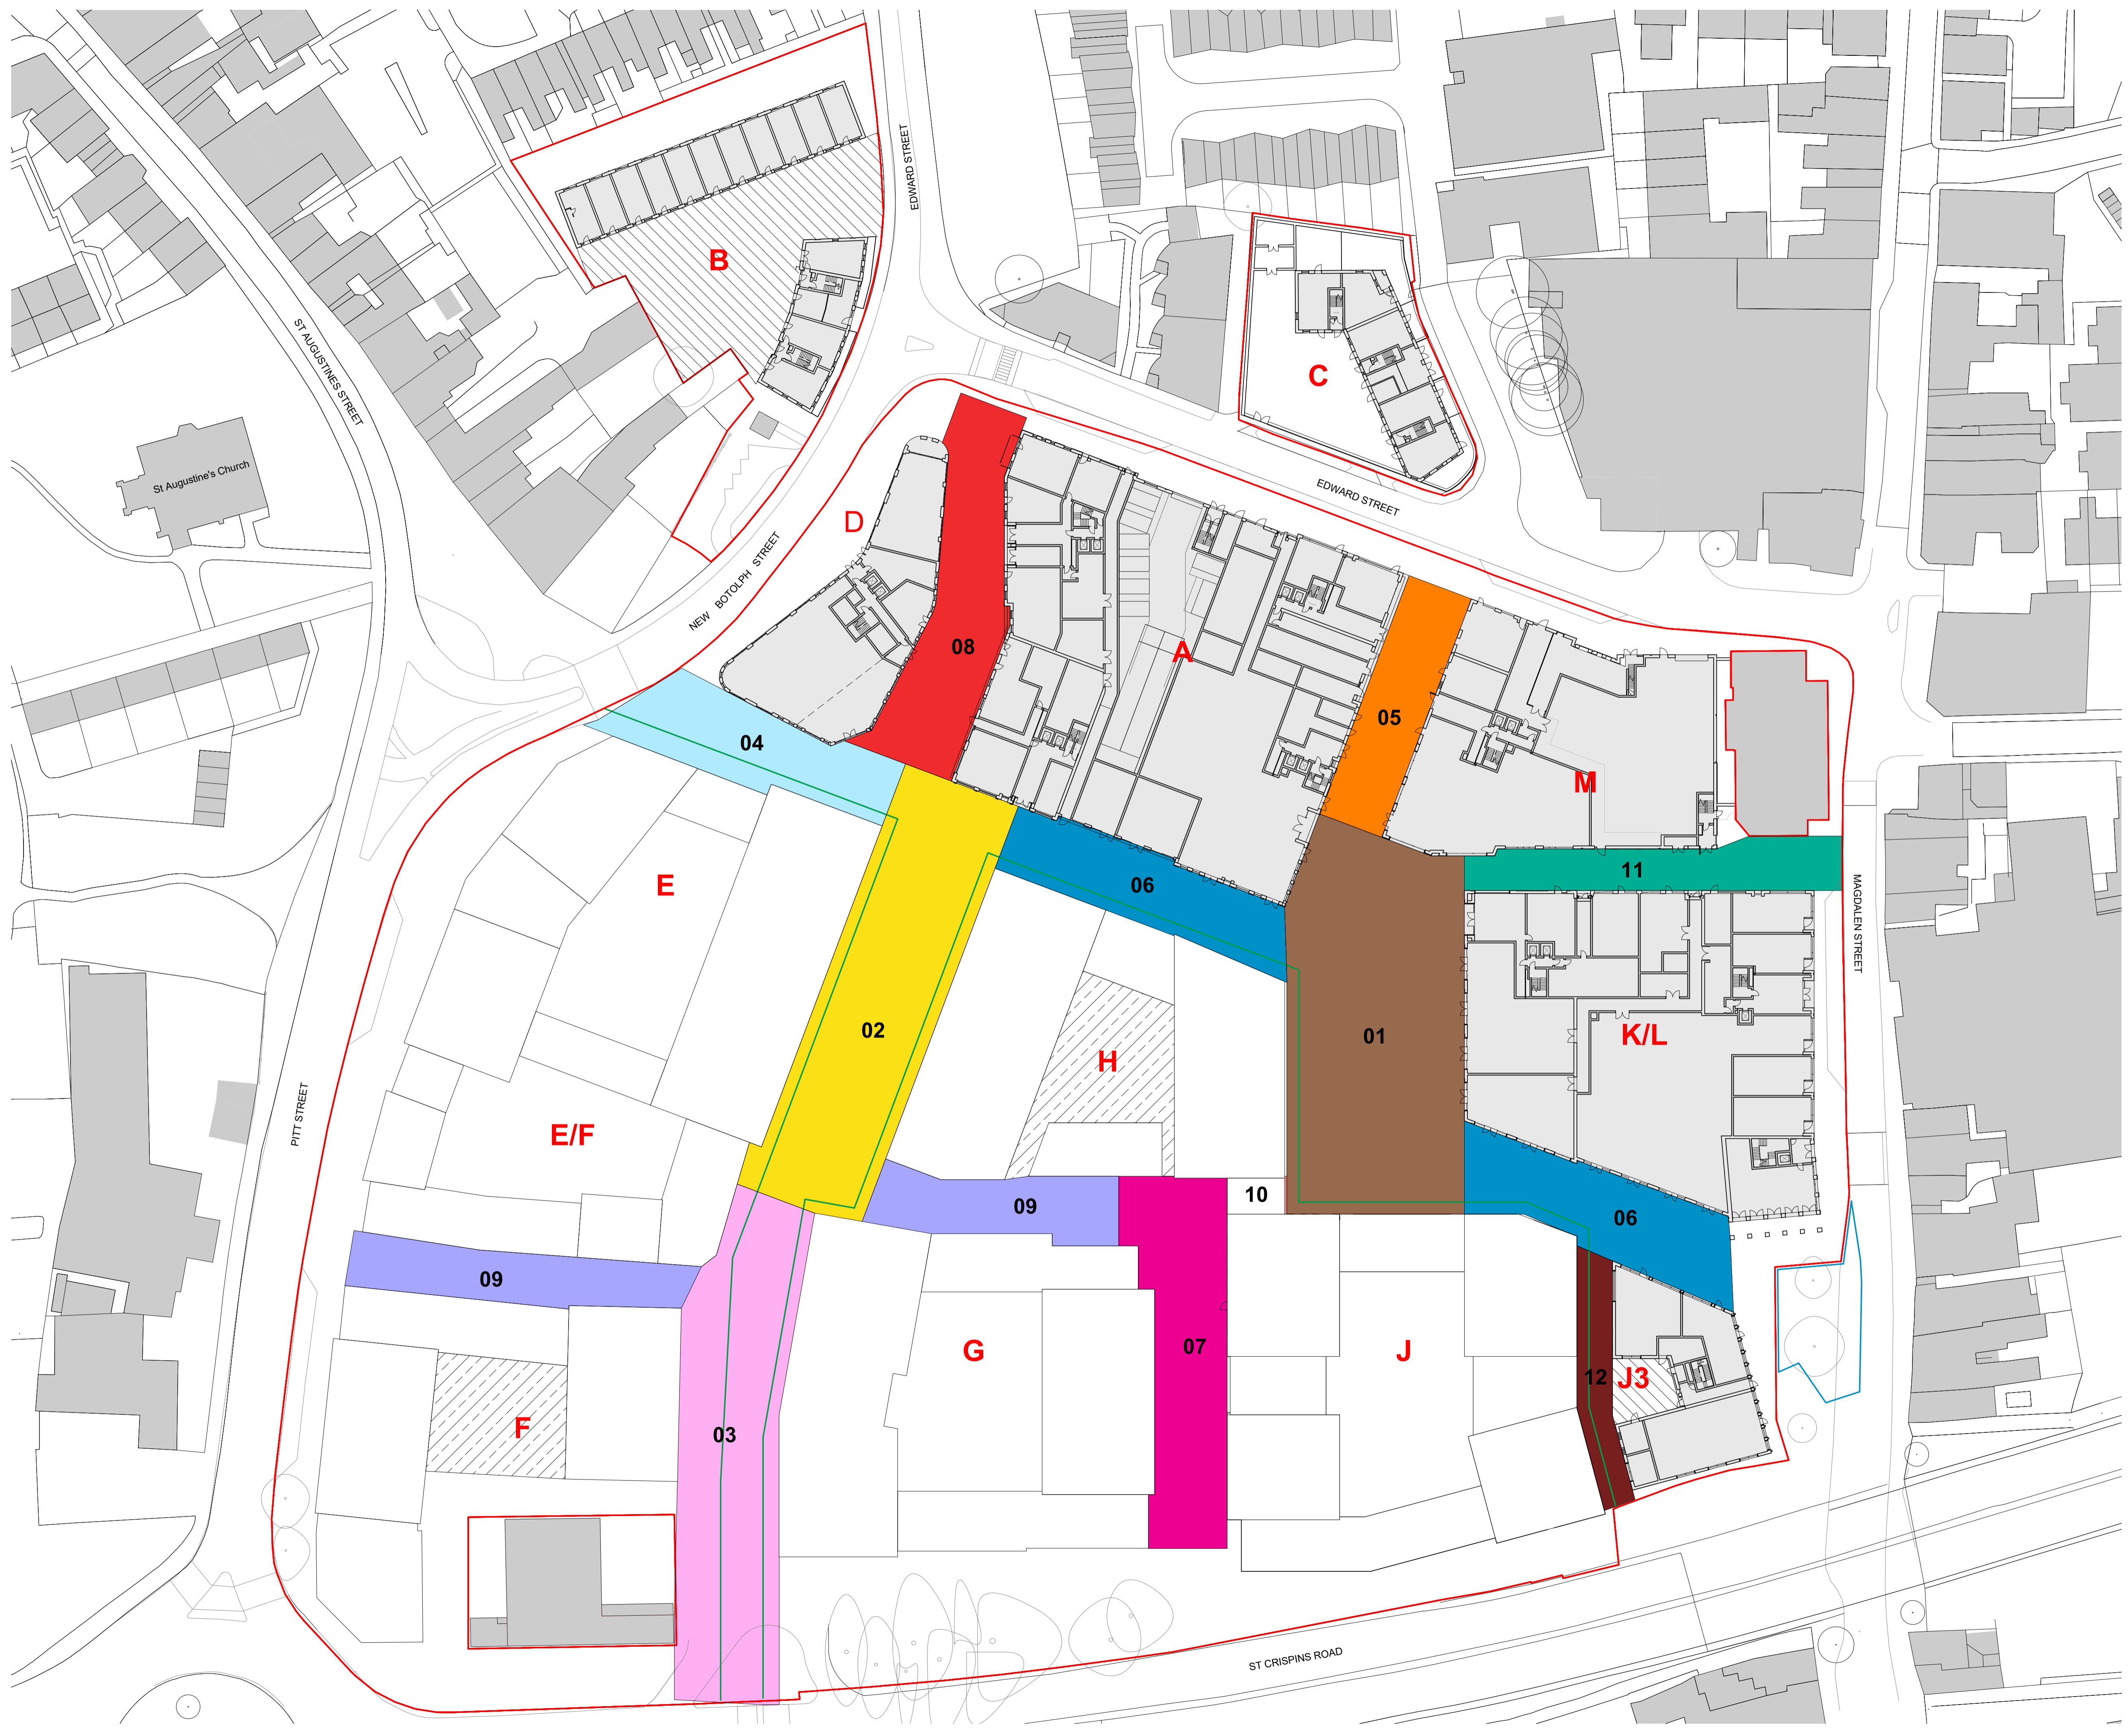 EDWARD STREET
B
ST AUGUSTINES STREET
C
St Augustine's Church
EDWARD STREET
D
NEW BOTOLPH STREET
08
A
05
04
M
11
06
E
MAGDALEN STREET
02
01
K/L
H
PITT STREET
E/F
10
09
06
09
07
G
J
12
J3
F
03
ST CRISPINS ROAD